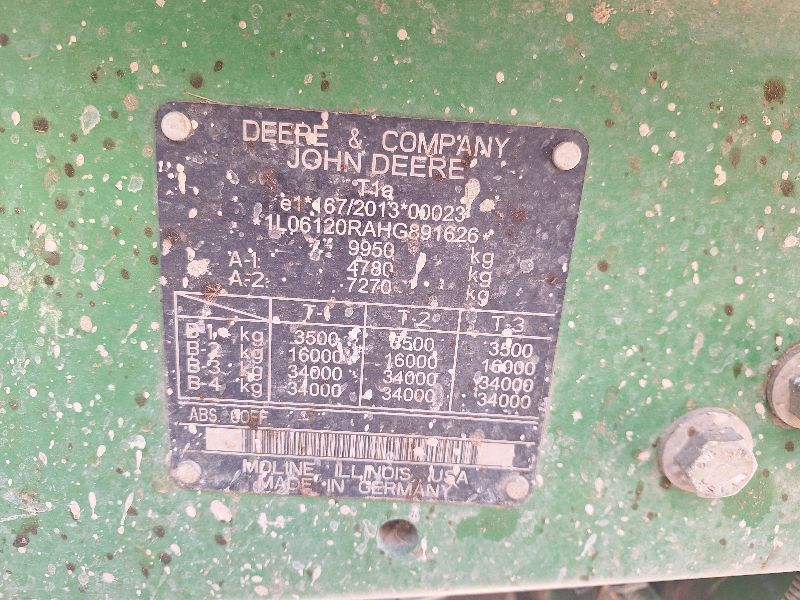 DEERE & COMPANY
JOHN DEERE
T1a
e1*167/2013*00023
1L06120RAHG891626
9950 kg
A-1: 4780 kg
A-2: 7270 kg
T-1 T-2 T-3
B-1 kg 3500 3500 3500
B-2 kg 16000 16000 16000
B-3 kg 34000 34000 34000
B-4 kg 34000 34000 34000
ABS. COEFF
MOLINE, ILLINOIS, USA
MADE IN GERMANY